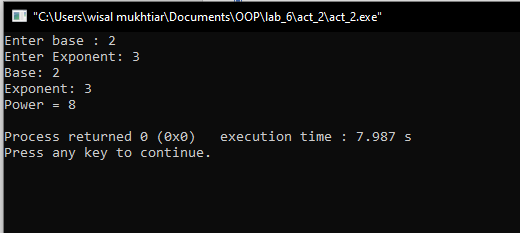 "C:\Users\wisal mukhtiar\Documents\OOP\lab_6\act_2\act_2.exe"
Enter base : 2
Enter Exponent: 3
Base: 2
Exponent: 3
Power = 8
Process returned 0 (0x0)   execution time : 7.987 s
Press any key to continue.